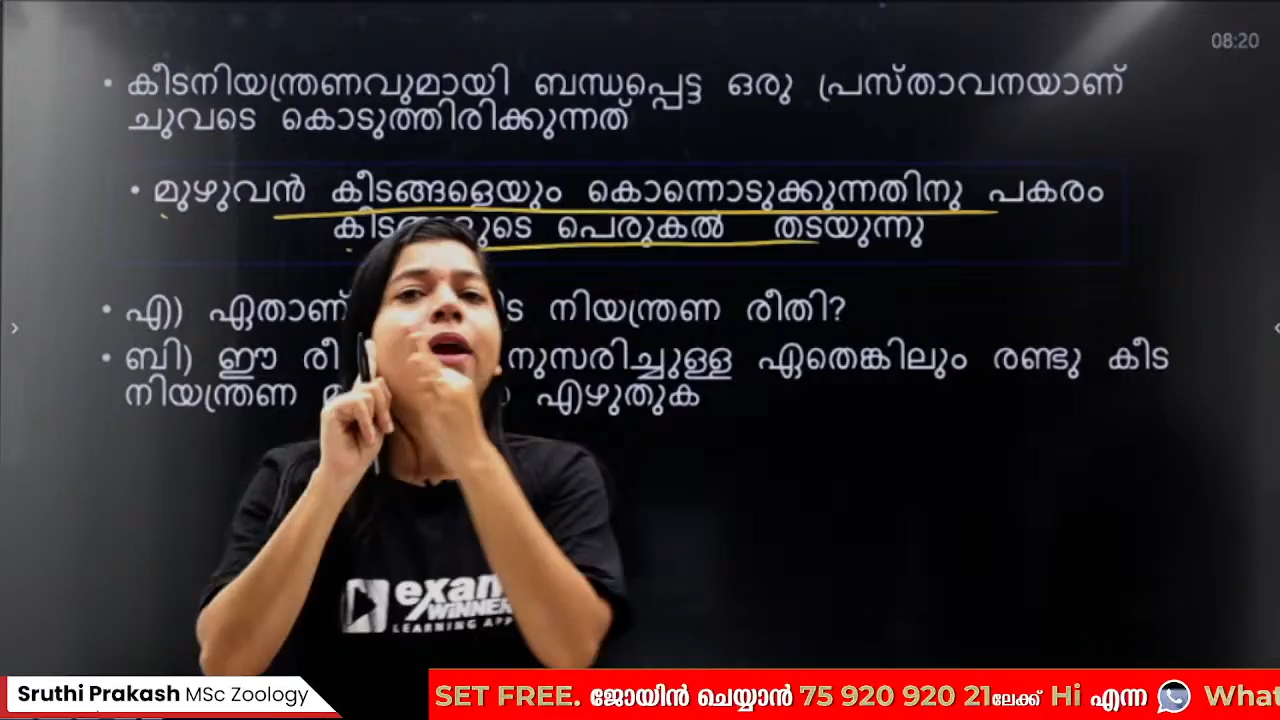 08:20
• കീടനിയന്ത്രണവുമായി ബന്ധപ്പെട്ട ഒരു പ്രസ്താവനയാണ്
ചുവടെ കൊടുത്തിരിക്കുന്നത്
• മുഴുവൻ കീടങ്ങളെയും കൊന്നൊടുക്കുന്നതിനു പകരം
പെരുകൽ തടയുന്നു
• എ) ഏതാണ് നിയന്ത്രണ രീതി?
• ബി) ഈ ഏതെങ്കിലും രണ്ടു കീട
നിയന്ത്രണ എഴുതുക
exam
WINNER
LEARNING APP
Sruthi Prakash MSc Zoology
SET FREE. ജോയിൻ ചെയ്യാൻ 75 920 920 21ലേക്ക് Hi എന്ന